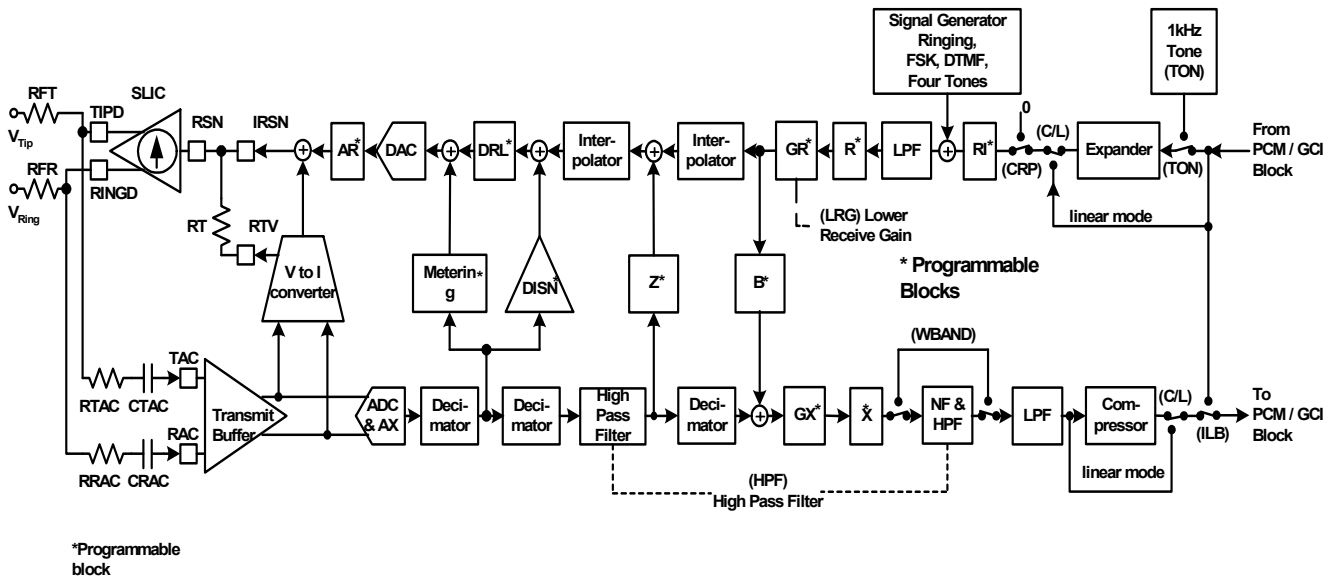 Signal Generator
Ringing,
FSK, DTMF,
Four Tones
1kHz
Tone
(TON)
RFT
SLIC
TIPD
RSN
IRSN
VTip
RFR
RINGD
VRing
AR*
DAC
DRL*
Inter-
polator
Inter-
polator
GR*
R*
LPF
RI*
0
(C/L)
(CRP)
Expander
(TON)
From
PCM / GCI
Block
linear mode
(LRG) Lower
Receive Gain
* Programmable
Blocks
RT
RTV
V to I
converter
Meterin*
g
DISN*
Z*
B*
(WBAND)
TAC
RTAC
CTAC
Transmit
Buffer
RAC
RRAC
CRAC
ADC
& AX
Deci-
mator
Deci-
mator
High
Pass
Filter
Deci-
mator
GX*
X*
NF &
HPF
LPF
Com-
pressor
(C/L)
(ILB)
To
PCM / GCI
Block
linear mode
(HPF)
High Pass Filter
*Programmable
block